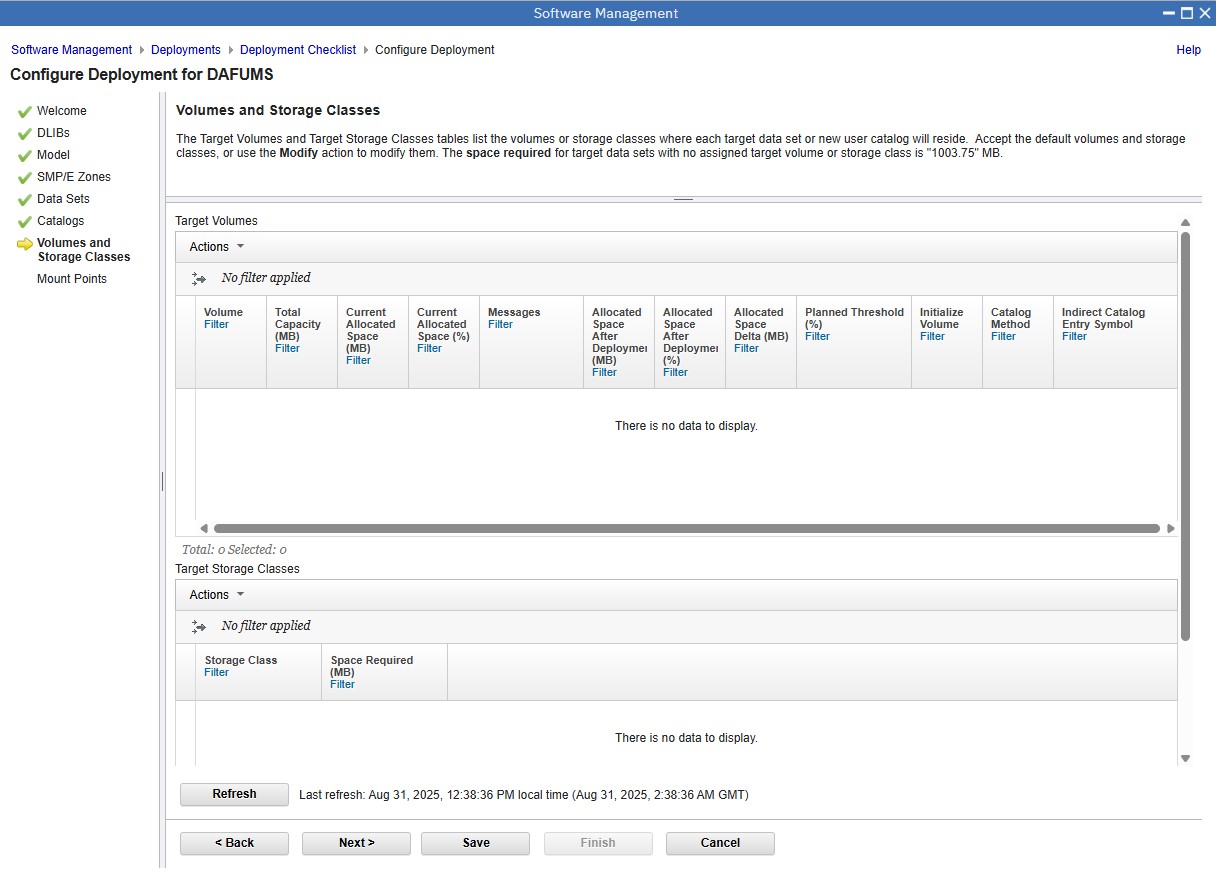 Software Management
Software Management Deployments Deployment Checklist Configure Deployment
Help
Configure Deployment for DAFUMS
Welcome
DLIBs
Model
SMP/E Zones
Data Sets
Catalogs
Volumes and
Storage Classes
Mount Points
Volumes and Storage Classes
The Target Volumes and Target Storage Classes tables list the volumes or storage classes where each target data set or new user catalog will reside.  Accept the default volumes and storage
classes, or use the Modify action to modify them. The space required for target data sets with no assigned target volume or storage class is "1003.75" MB.
Target Volumes
Actions
No filter applied
Volume
Filter
Total
Capacity
(MB)
Filter
Current
Allocated
Space
(MB)
Filter
Current
Allocated
Space (%)
Filter
Messages
Filter
Allocated
Space
After
Deploymei
(MB)
Filter
Allocated
Space
After
Deploymei
(%)
Filter
Allocated
Space
Delta (MB)
Filter
Planned Threshold
(%)
Filter
Initialize
Volume
Filter
Catalog
Method
Filter
Indirect Catalog
Entry Symbol
Filter
There is no data to display.
Total: 0 Selected: 0
Target Storage Classes
Actions
No filter applied
Storage Class
Filter
Space Required
(MB)
Filter
There is no data to display.
Refresh
Last refresh: Aug 31, 2025, 12:38:36 PM local time (Aug 31, 2025, 2:38:36 AM GMT)
< Back
Next >
Save
Finish
Cancel